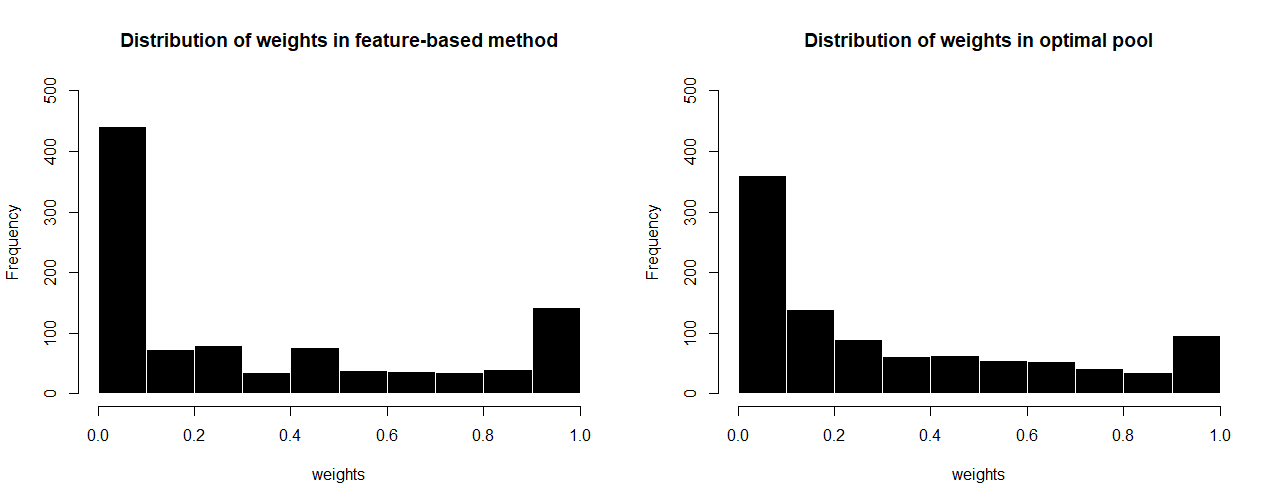 Distribution of weights in feature-based method
Frequency
500
400
300
200
100
0
0.0 0.2 0.4 0.6 0.8 1.0
weights
Distribution of weights in optimal pool
Frequency
500
400
300
200
100
0
0.0 0.2 0.4 0.6 0.8 1.0
weights